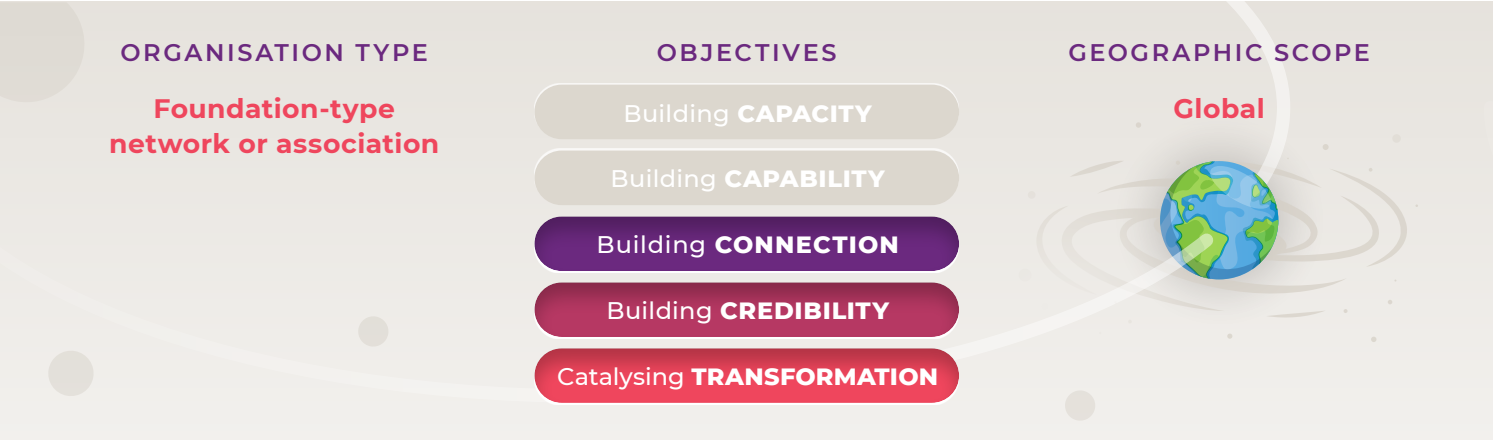 ORGANISATION TYPE
Foundation-type
network or association
OBJECTIVES
Building CAPACITY
Building CAPABILITY
Building CONNECTION
Building CREDIBILITY
Catalysing TRANSFORMATION
GEOGRAPHIC SCOPE
Global